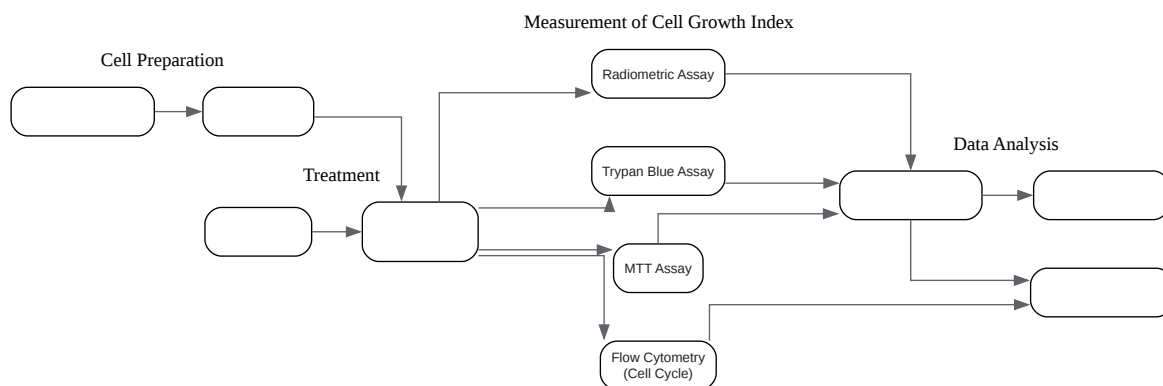 Measurement of Cell Growth Index
Cell Preparation
Radiometric Assay
Data Analysis
Treatment
Trypan Blue Assay
MTT Assay
Flow Cytometry
(Cell Cycle)